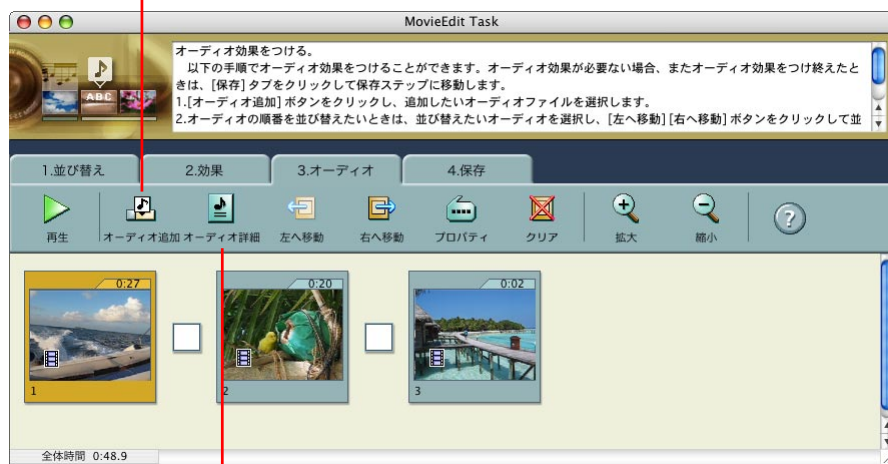 MovieEdit Task
ABC
オーディオ効果をつける。
以下の手順でオーディオ効果をつけることができます。オーディオ効果が必要ない場合、またオーディオ効果をつけ終えたと
きは、[保存] タブをクリックして保存ステップに移動します。
1.[オーディオ追加] ボタンをクリックし、追加したいオーディオファイルを選択します。
2.オーディオの順番を並び替えたいときは、並び替えたいオーディオを選択し、[左へ移動] [右へ移動] ボタンをクリックして並
1.並び替え 2.効果 3.オーディオ 4.保存
再生 オーディオ追加 オーディオ詳細 左へ移動 右へ移動 プロパティ クリア 拡大 縮小 ?
0:27 0:20 0:02
1 2 3
全体時間 0:48.9